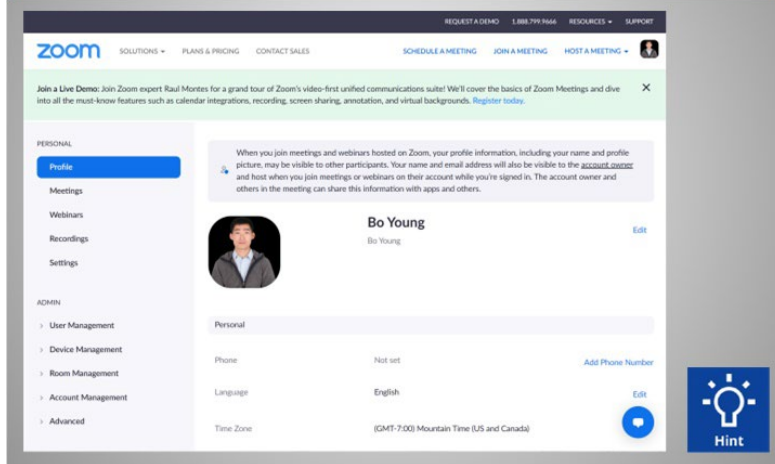 REQUEST A DEMO 1.888.799.9666 RESOURCES SUPPORT
zoom SOLUTIONS PLANS & PRICING CONTACT SALES SCHEDULE A MEETING JOIN A MEETING HOST A MEETING
Join a Live Demo: Join Zoom expert Raul Montes for a grand tour of Zoom's video-first unified communications suite! We'll cover the basics of Zoom Meetings and dive
into all the must-know features such as calendar integrations, recording, screen sharing, annotation, and virtual backgrounds. Register today.
PERSONAL
Profile
Meetings
Webinars
Recordings
Settings
ADMIN
User Management
Device Management
Room Management
Account Management
Advanced
When you join meetings and webinars hosted on Zoom, your profile information, including your name and profile
picture, may be visible to other participants. Your name and email address will also be visible to the account owner
and host when you join meetings or webinars on their account while you're signed in. The account owner and
others in the meeting can share this information with apps and others.
Bo Young
Bo Young
Edit
Personal
Phone Not set Add Phone Number
Language English Edit
Time Zone (GMT-7:00) Mountain Time (US and Canada)
Hint